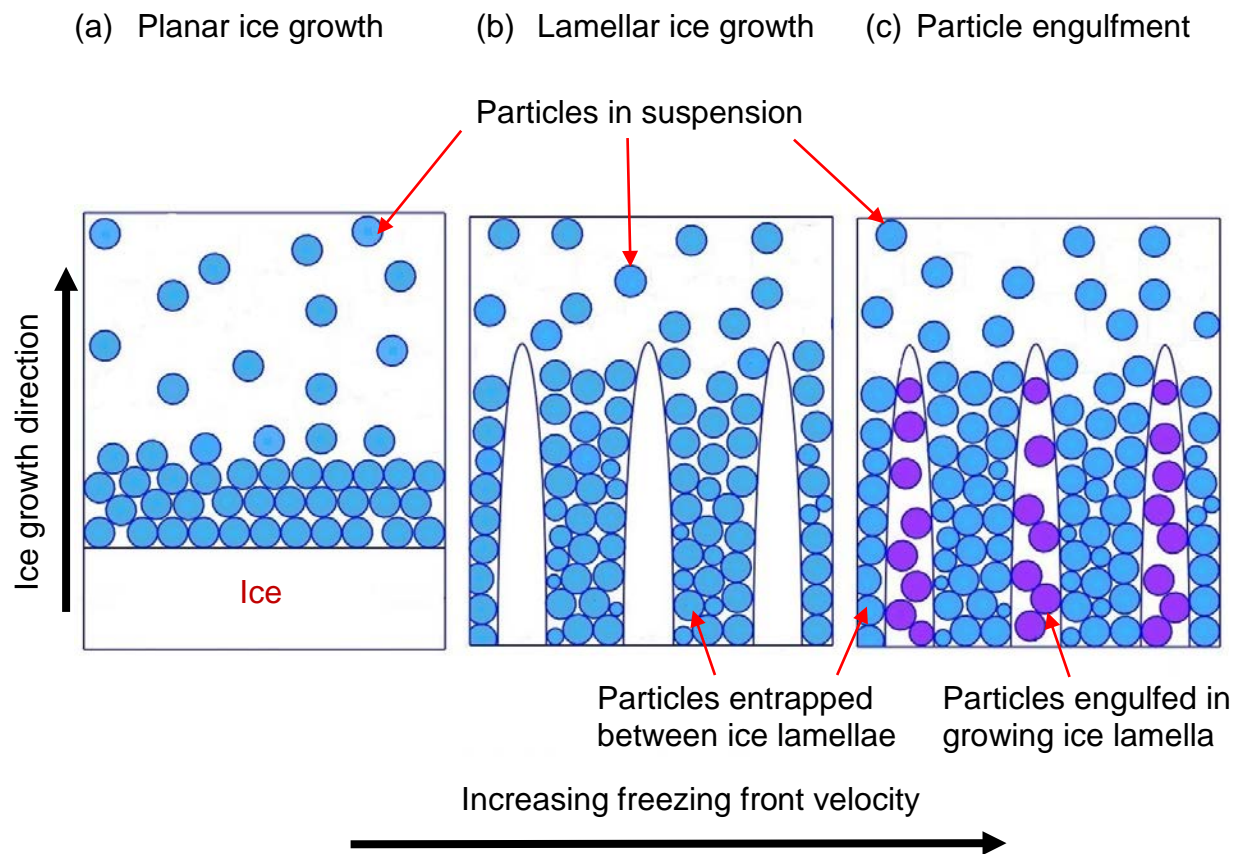 (a) Planar ice growth
(b) Lamellar ice growth
(c) Particle engulfment
Particles in suspension
Ice growth direction
Ice
Particles entrapped
between ice lamellae
Particles engulfed in
growing ice lamella
Increasing freezing front velocity